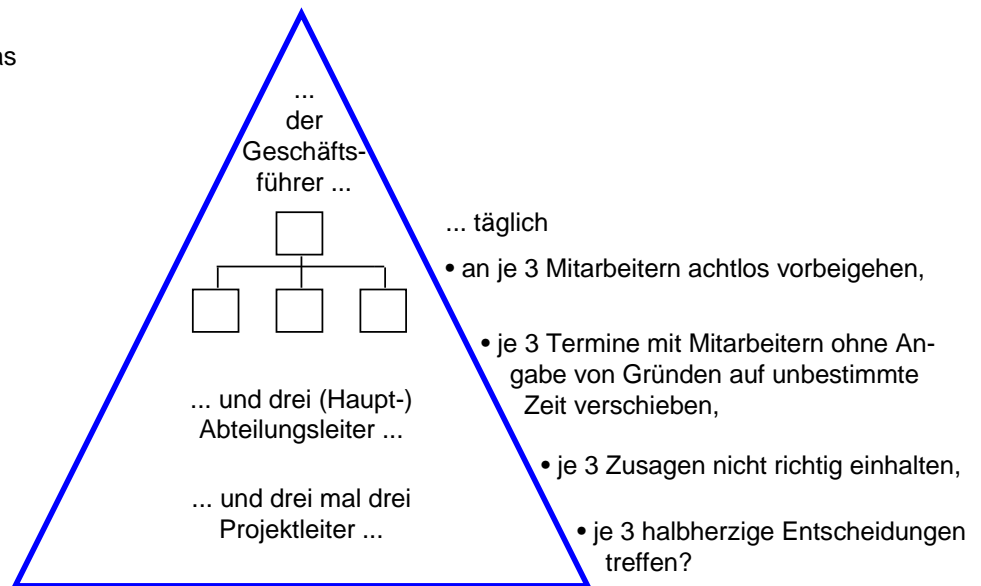 as
...
der
Geschäfts-
führer ...
... und drei (Haupt-)
Abteilungsleiter ...
... und drei mal drei
Projektleiter ...
... täglich
• an je 3 Mitarbeitern achtlos vorbeigehen,
• je 3 Termine mit Mitarbeitern ohne An-
gabe von Gründen auf unbestimmte
Zeit verschieben,
• je 3 Zusagen nicht richtig einhalten,
• je 3 halbherzige Entscheidungen
treffen?